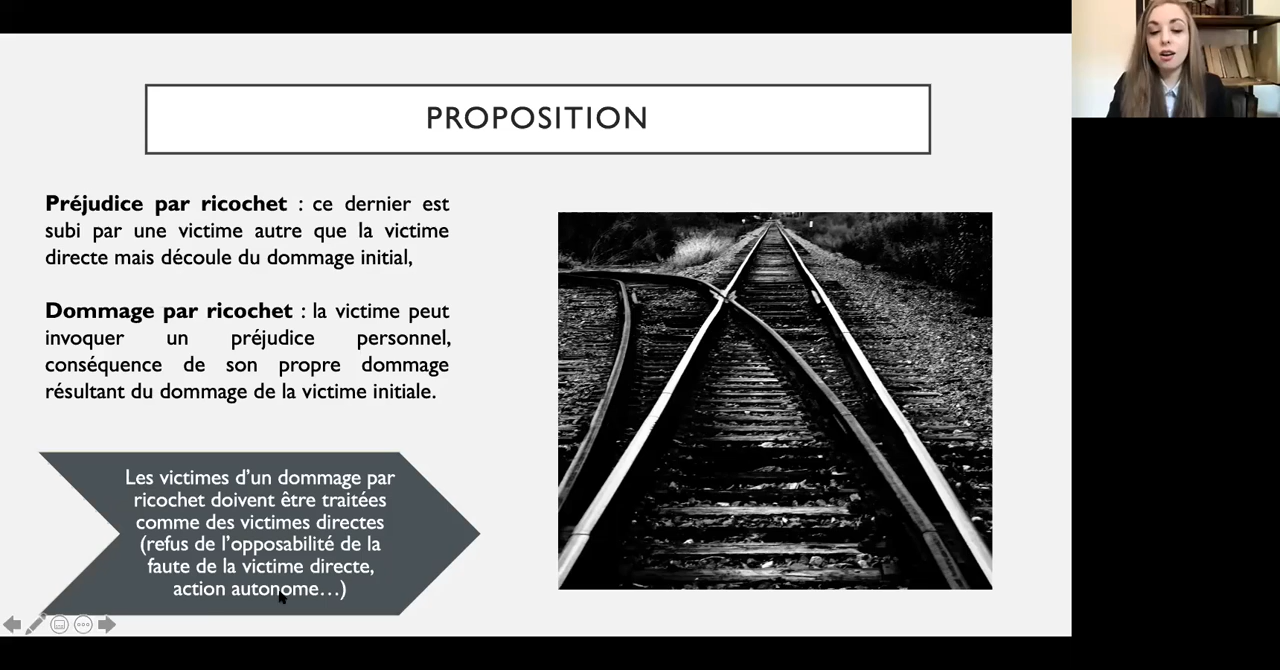 PROPOSITION
Préjudice par ricochet : ce dernier est
subi par une victime autre que la victime
directe mais découle du dommage initial,
Dommage par ricochet : la victime peut
invoquer un préjudice personnel,
conséquence de son propre dommage
résultant du dommage de la victime initiale.
Les victimes d’un dommage par
ricochet doivent être traitées
comme des victimes directes
(refus de l’opposabilité de la
faute de la victime directe,
action autonome…)